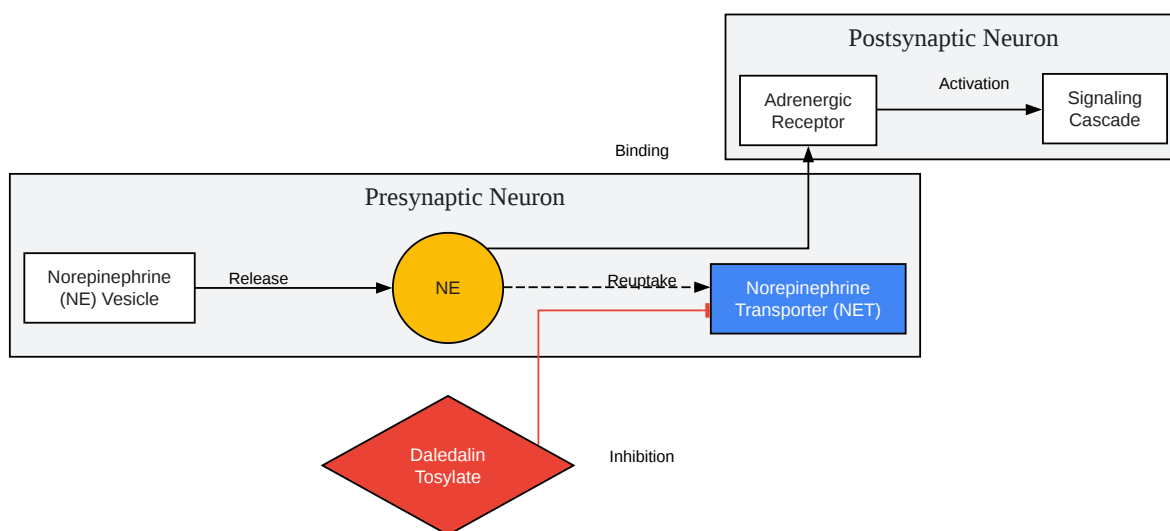 Postsynaptic Neuron
Adrenergic
Receptor
Activation
Signaling
Cascade
Binding
Presynaptic Neuron
Norepinephrine
(NE) Vesicle
Release
NE
Reuptake
Norepinephrine
Transporter (NET)
Daledalin
Tosylate
Inhibition